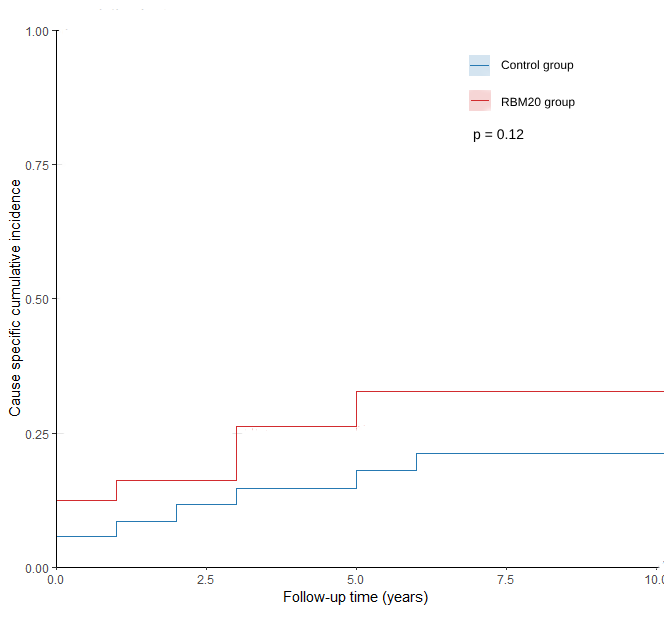 1.00
0.75
0.50
0.25
0.00
Cause specific cumulative incidence
Control group
RBM20 group
p = 0.12
0.0 2.5 5.0 7.5 10.0
Follow-up time (years)